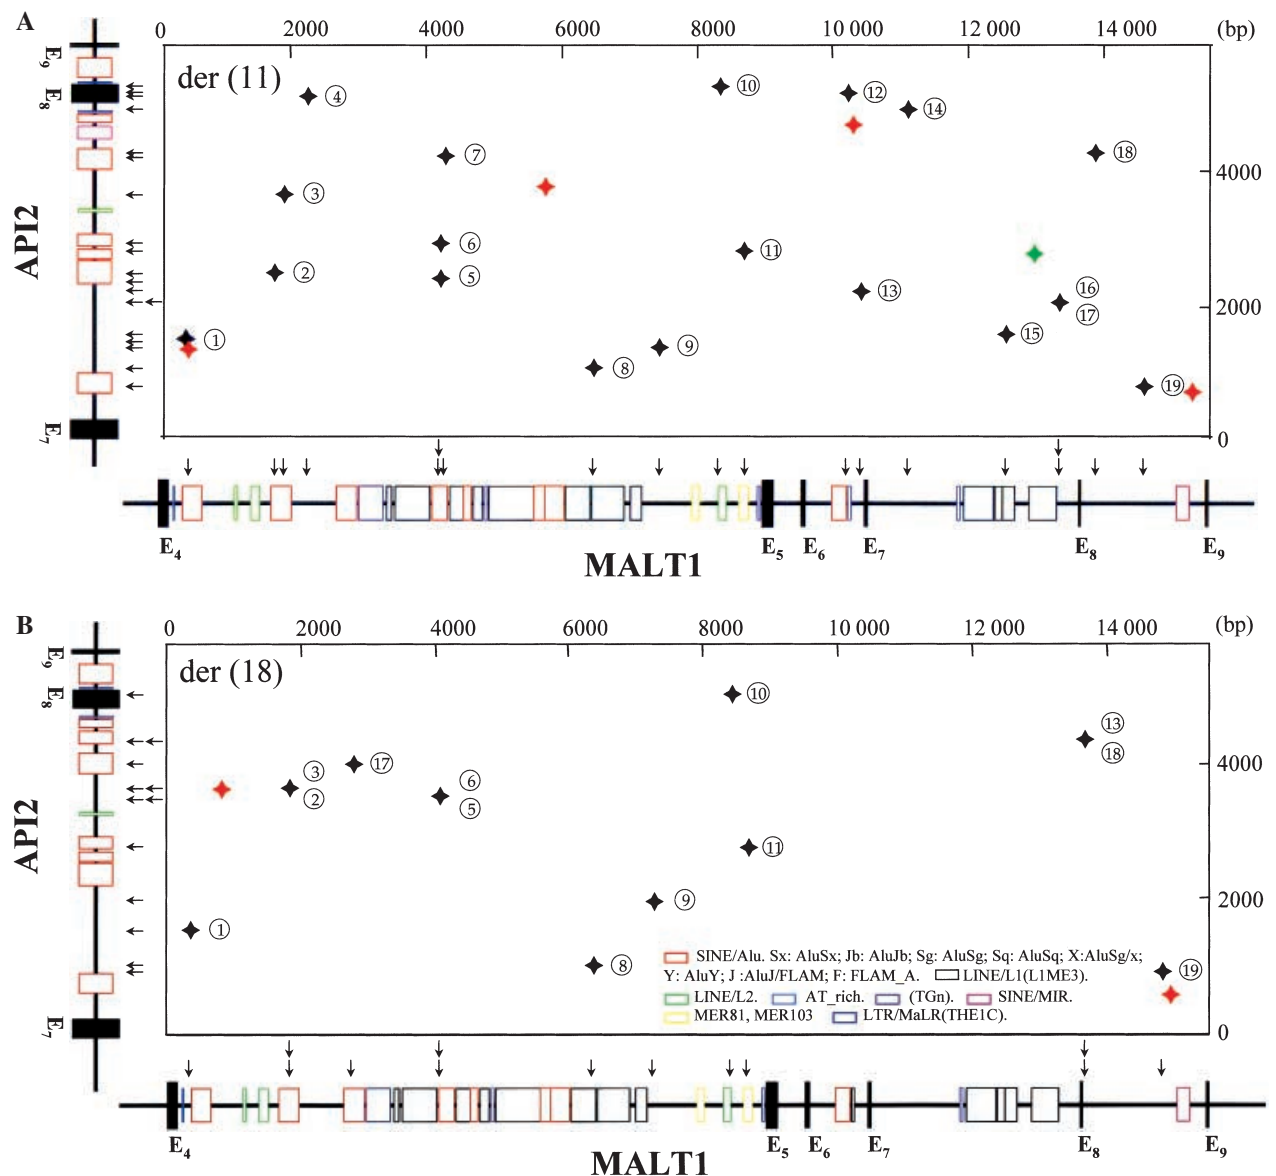 A
0 2000 4000 6000 8000 10 000 12 000 14 000 (bp)
der (11)
E9
E8
API2
E7
4 10 12 14
7 18
3
6
2 5 11
13 16
17
1 15
9
8
19
4000
2000
0
E4 E5 E6 E7 E8 E9
MALT1
B
0 2000 4000 6000 8000 10 000 12 000 14 000 (bp)
der (18)
E9
E8
API2
E7
10
13
18
3 17
2
6
5
11
9
1
8
19
4000
2000
0
SINE/Alu. Sx: AluSx; Jb: AluJb; Sg: AluSg; Sq: AluSq; X:AluSg/x;
Y: AluY; J :AluJ/FLAM; F: FLAM_A. LINE/L1(L1ME3).
LINE/L2. AT_rich. (TGn). SINE/MIR.
MER81, MER103 LTR/MaLR(THE1C).
E4 E5 E6 E7 E8 E9
MALT1